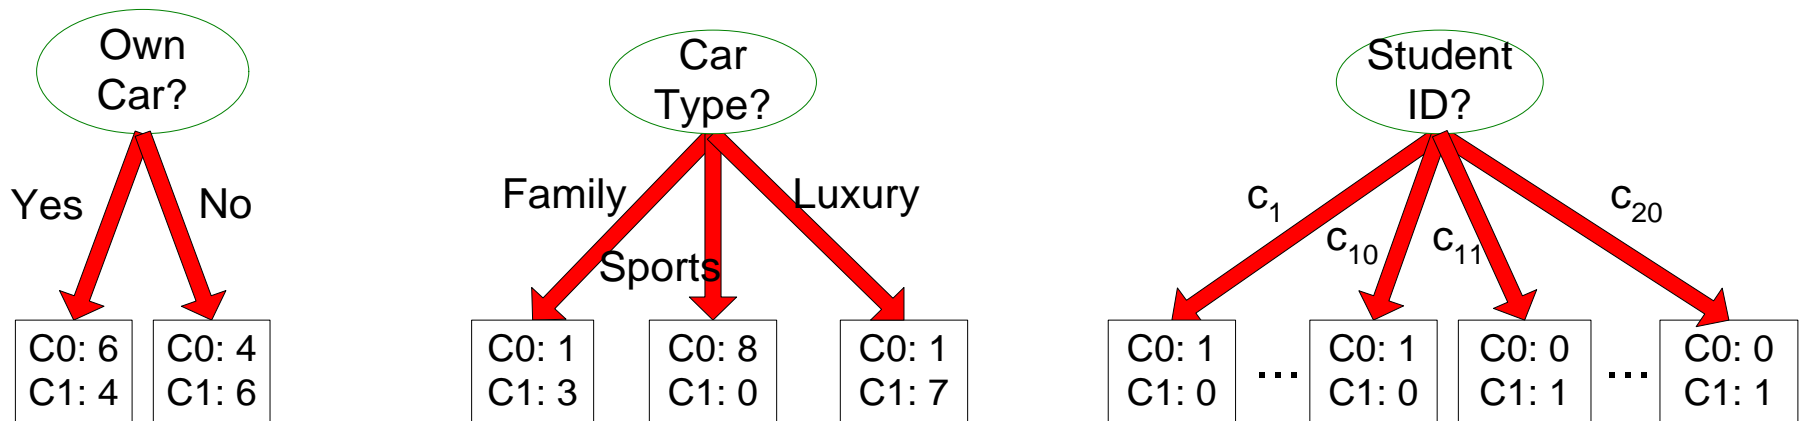 Own
Car?
Yes
No
C0: 6
C1: 4
C0: 4
C1: 6
Car
Type?
Family
Sports
Luxury
C0: 1
C1: 3
C0: 8
C1: 0
C0: 1
C1: 7
Student
ID?
c₁
c₁₀
c₁₁
c₂₀
C0: 1
C1: 0
...
C0: 1
C1: 0
C0: 0
C1: 1
...
C0: 0
C1: 1